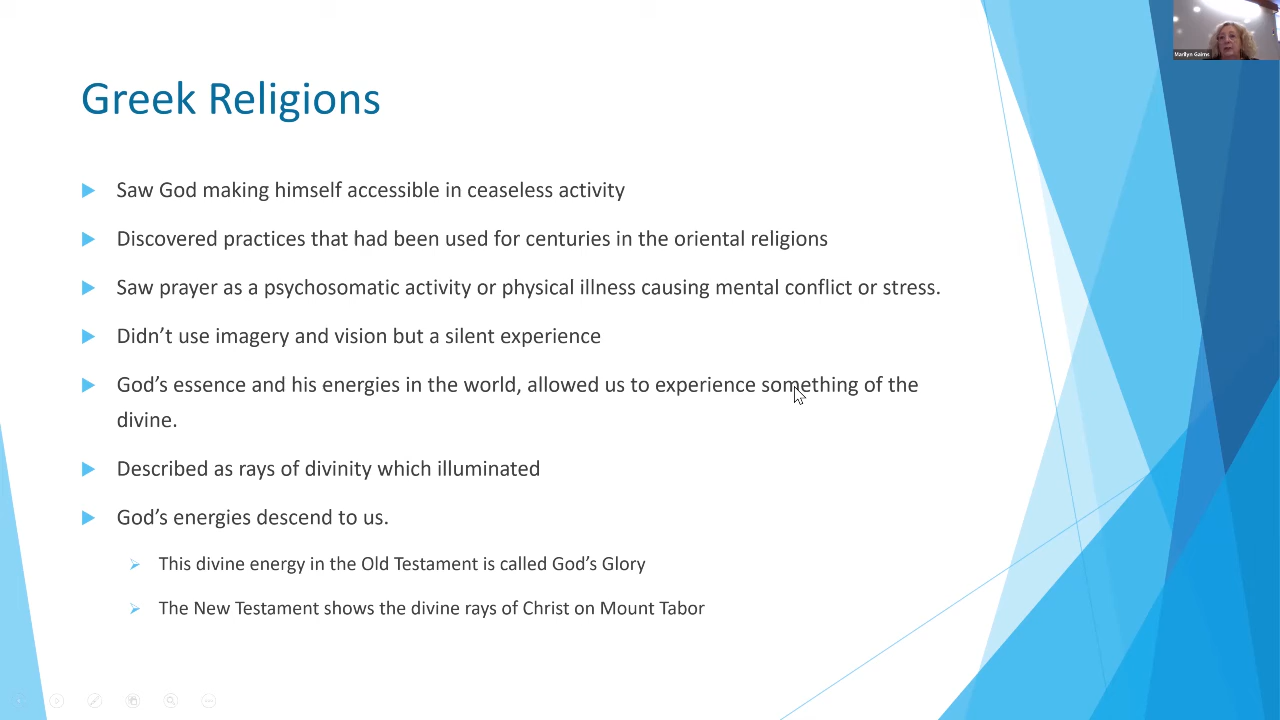 Marilyn Gairns
Greek Religions
Saw God making himself accessible in ceaseless activity
Discovered practices that had been used for centuries in the oriental religions
Saw prayer as a psychosomatic activity or physical illness causing mental conflict or stress.
Didn’t use imagery and vision but a silent experience
God’s essence and his energies in the world, allowed us to experience something of the
divine.
Described as rays of divinity which illuminated
God’s energies descend to us.
This divine energy in the Old Testament is called God’s Glory
The New Testament shows the divine rays of Christ on Mount Tabor